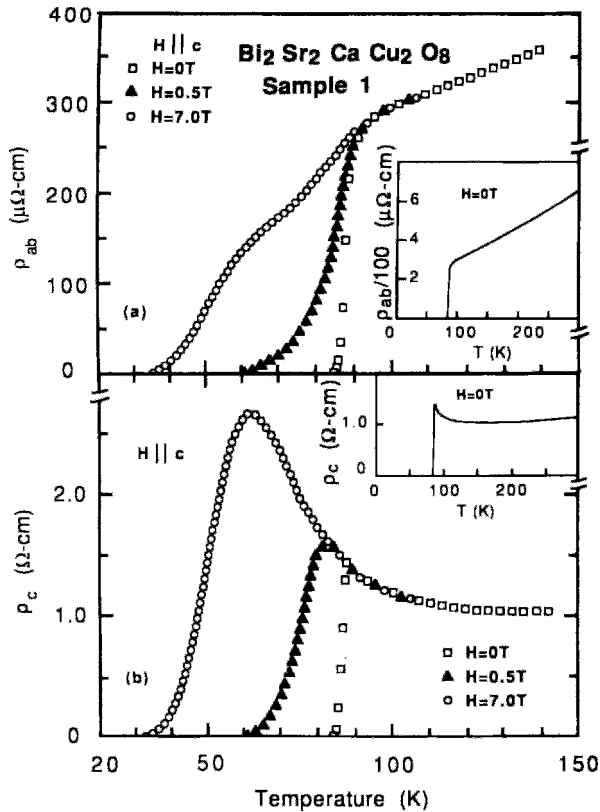 H || c
□ H=0T
▲ H=0.5T
○ H=7.0T
Bi₂ Sr₂ Ca Cu₂ O₈
Sample 1
400
300
200
100
0
ρab (μΩ-cm)
(a)
H=0T
6
4
2
ρab/100 (μΩ-cm)
0 100 200
T (K)
H || c
2.0
1.0
0
ρc (Ω-cm)
(b)
H=0T
1.0
ρc (Ω-cm)
0 100 200
T (K)
□ H=0T
▲ H=0.5T
○ H=7.0T
20 50 100 150
Temperature (K)